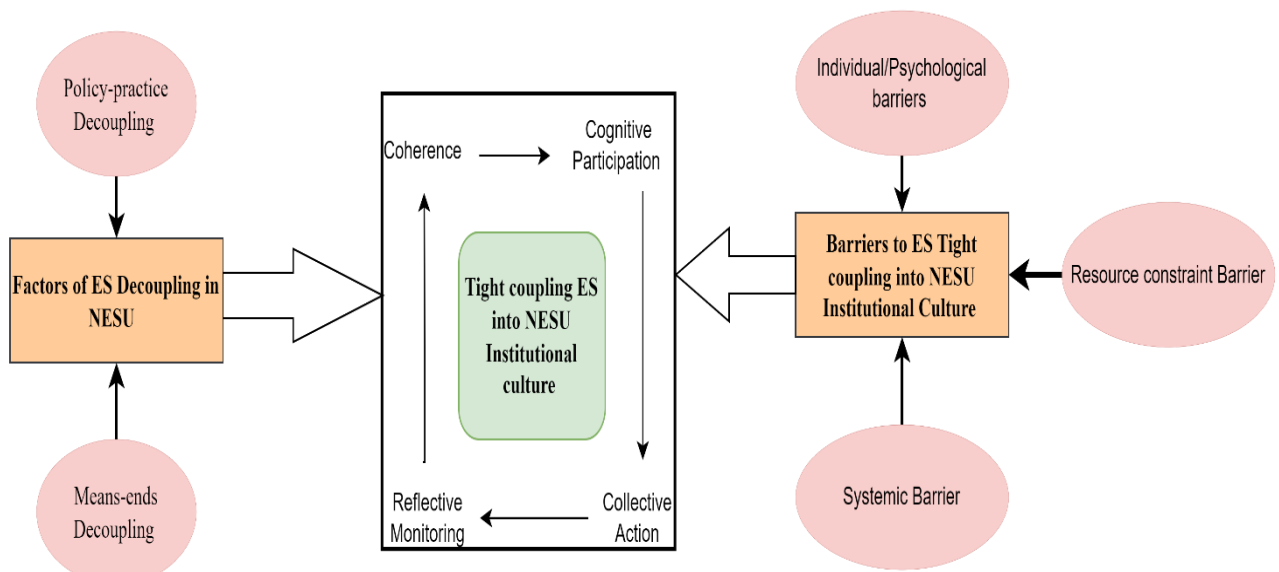 Policy-practice
Decoupling
Factors of ES Decoupling in
NESU
Means-ends
Decoupling
Coherence
Cognitive
Participation
Tight coupling ES
into NESU
Institutional
culture
Reflective
Monitoring
Collective
Action
Individual/Psychological
barriers
Barriers to ES Tight
coupling into NESU
Institutional Culture
Resource constraint Barrier
Systemic Barrier